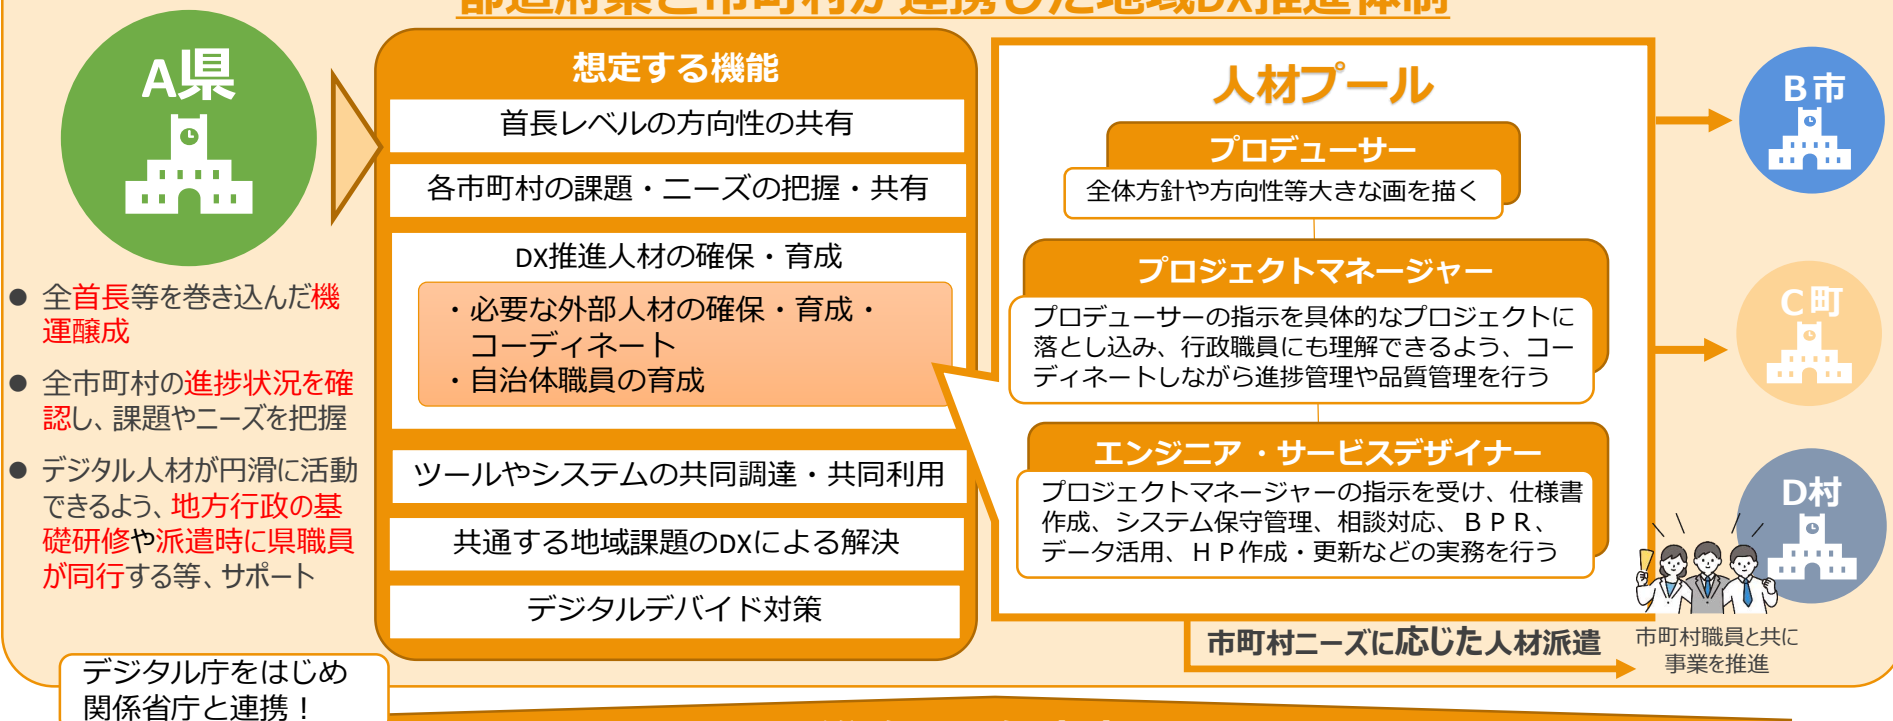 都道府県と市町村が連携した地域DX推進体制
A県
全首長等を巻き込んだ機
運醸成
全市町村の進捗状況を確
認し、課題やニーズを把握
デジタル人材が円滑に活動
できるよう、地方行政の基
礎研修や派遣時に県職員
が同行する等、サポート
デジタル庁をはじめ
関係省庁と連携！
想定する機能
首長レベルの方向性の共有
各市町村の課題・ニーズの把握・共有
DX推進人材の確保・育成
・必要な外部人材の確保・育成・
コーディネート
・自治体職員の育成
ツールやシステムの共同調達・共同利用
共通する地域課題のDXによる解決
デジタルデバイド対策
人材プール
プロデューサー
全体方針や方向性等大きな画を描く
プロジェクトマネージャー
プロデューサーの指示を具体的なプロジェクトに
落とし込み、行政職員にも理解できるよう、コー
ディネートしながら進捗管理や品質管理を行う
エンジニア・サービスデザイナー
プロジェクトマネージャーの指示を受け、仕様書
作成、システム保守管理、相談対応、ＢＰＲ、
データ活用、ＨＰ作成・更新などの実務を行う
市町村ニーズに応じた人材派遣
B市
C町
D村
市町村職員と共に
事業を推進